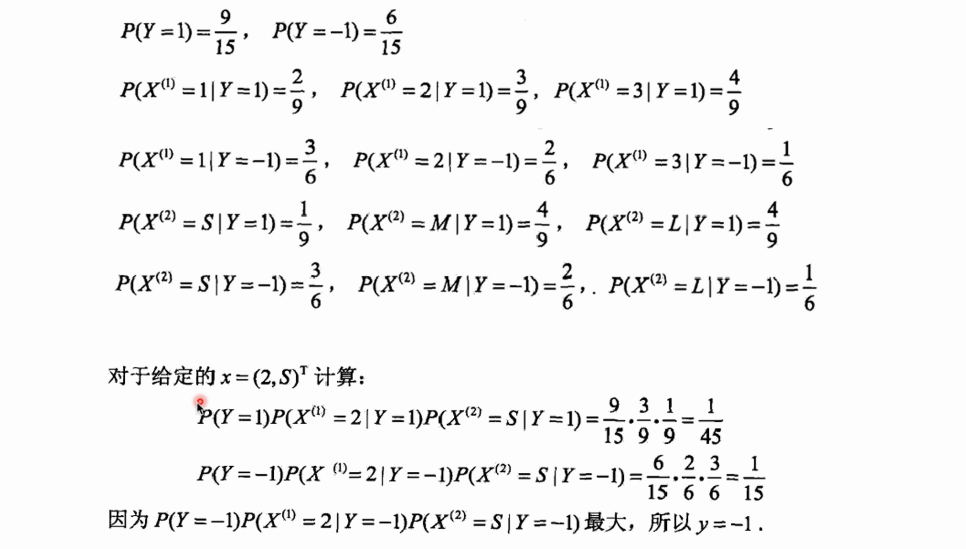 P(Y=1)=9/15, P(Y=-1)=6/15
P(X⁽¹⁾=1|Y=1)=2/9, P(X⁽¹⁾=2|Y=1)=3/9, P(X⁽¹⁾=3|Y=1)=4/9
P(X⁽¹⁾=1|Y=-1)=3/6, P(X⁽¹⁾=2|Y=-1)=2/6, P(X⁽¹⁾=3|Y=-1)=1/6
P(X⁽²⁾=S|Y=1)=1/9, P(X⁽²⁾=M|Y=1)=4/9, P(X⁽²⁾=L|Y=1)=4/9
P(X⁽²⁾=S|Y=-1)=3/6, P(X⁽²⁾=M|Y=-1)=2/6,. P(X⁽²⁾=L|Y=-1)=1/6
对于给定的 x=(2,S)ᵀ 计算：
P(Y=1)P(X⁽¹⁾=2|Y=1)P(X⁽²⁾=S|Y=1)=9/15·3/9·1/9=1/45
P(Y=-1)P(X⁽¹⁾=2|Y=-1)P(X⁽²⁾=S|Y=-1)=6/15·2/6·3/6=1/15
因为 P(Y=-1)P(X⁽¹⁾=2|Y=-1)P(X⁽²⁾=S|Y=-1) 最大，所以 y=-1.